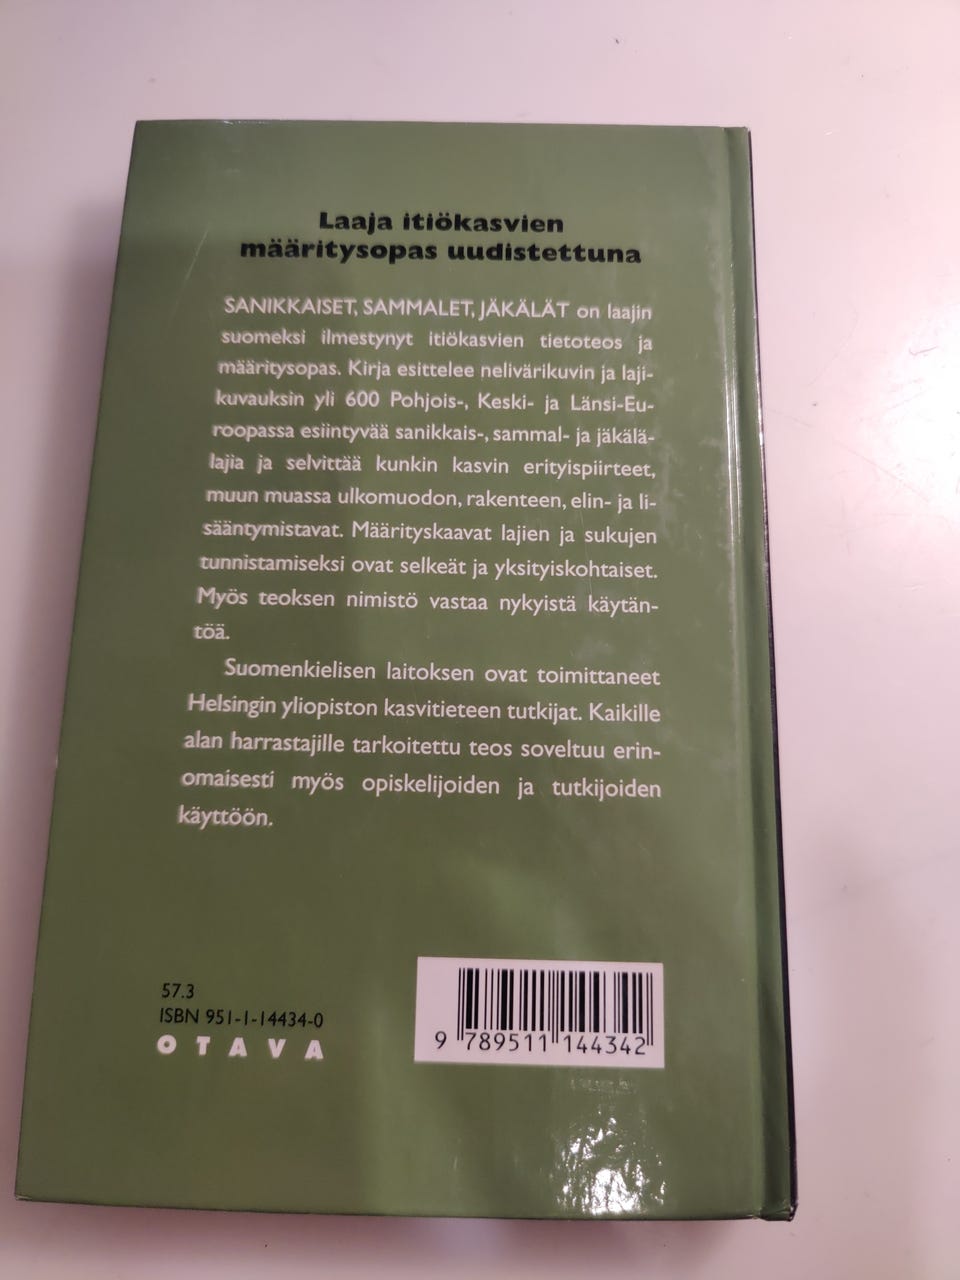 Laaja itiökasvien
määritysopas uudistettuna
SANIKKAISET, SAMMALET, JÄKÄLÄT on laajin
suomeksi ilmestynyt itiökasvien tietoteos ja
määritysopas. Kirja esittelee nelivärikuvin ja laji-
kuvauksin yli 600 Pohjois-, Keski- ja Länsi-Eu-
roopassa esiintyvää sanikkais-, sammal- ja jäkälä-
lajia ja selvittää kunkin kasvin erityispiirteet,
muun muassa ulkomuodon, rakenteen, elin- ja li-
sääntymistavat. Määrityskaavat lajien ja sukujen
tunnistamiseksi ovat selkeät ja yksityiskohtaiset.
Myös teoksen nimistö vastaa nykyistä käytän-
töä.
Suomenkielisen laitoksen ovat toimittaneet
Helsingin yliopiston kasvitieteen tutkijat. Kaikille
alan harrastajille tarkoitettu teos soveltuu erin-
omaisesti myös opiskelijoiden ja tutkijoiden
käyttöön.
57.3
ISBN 951-1-14434-0
OTAVA
9 789511 144342